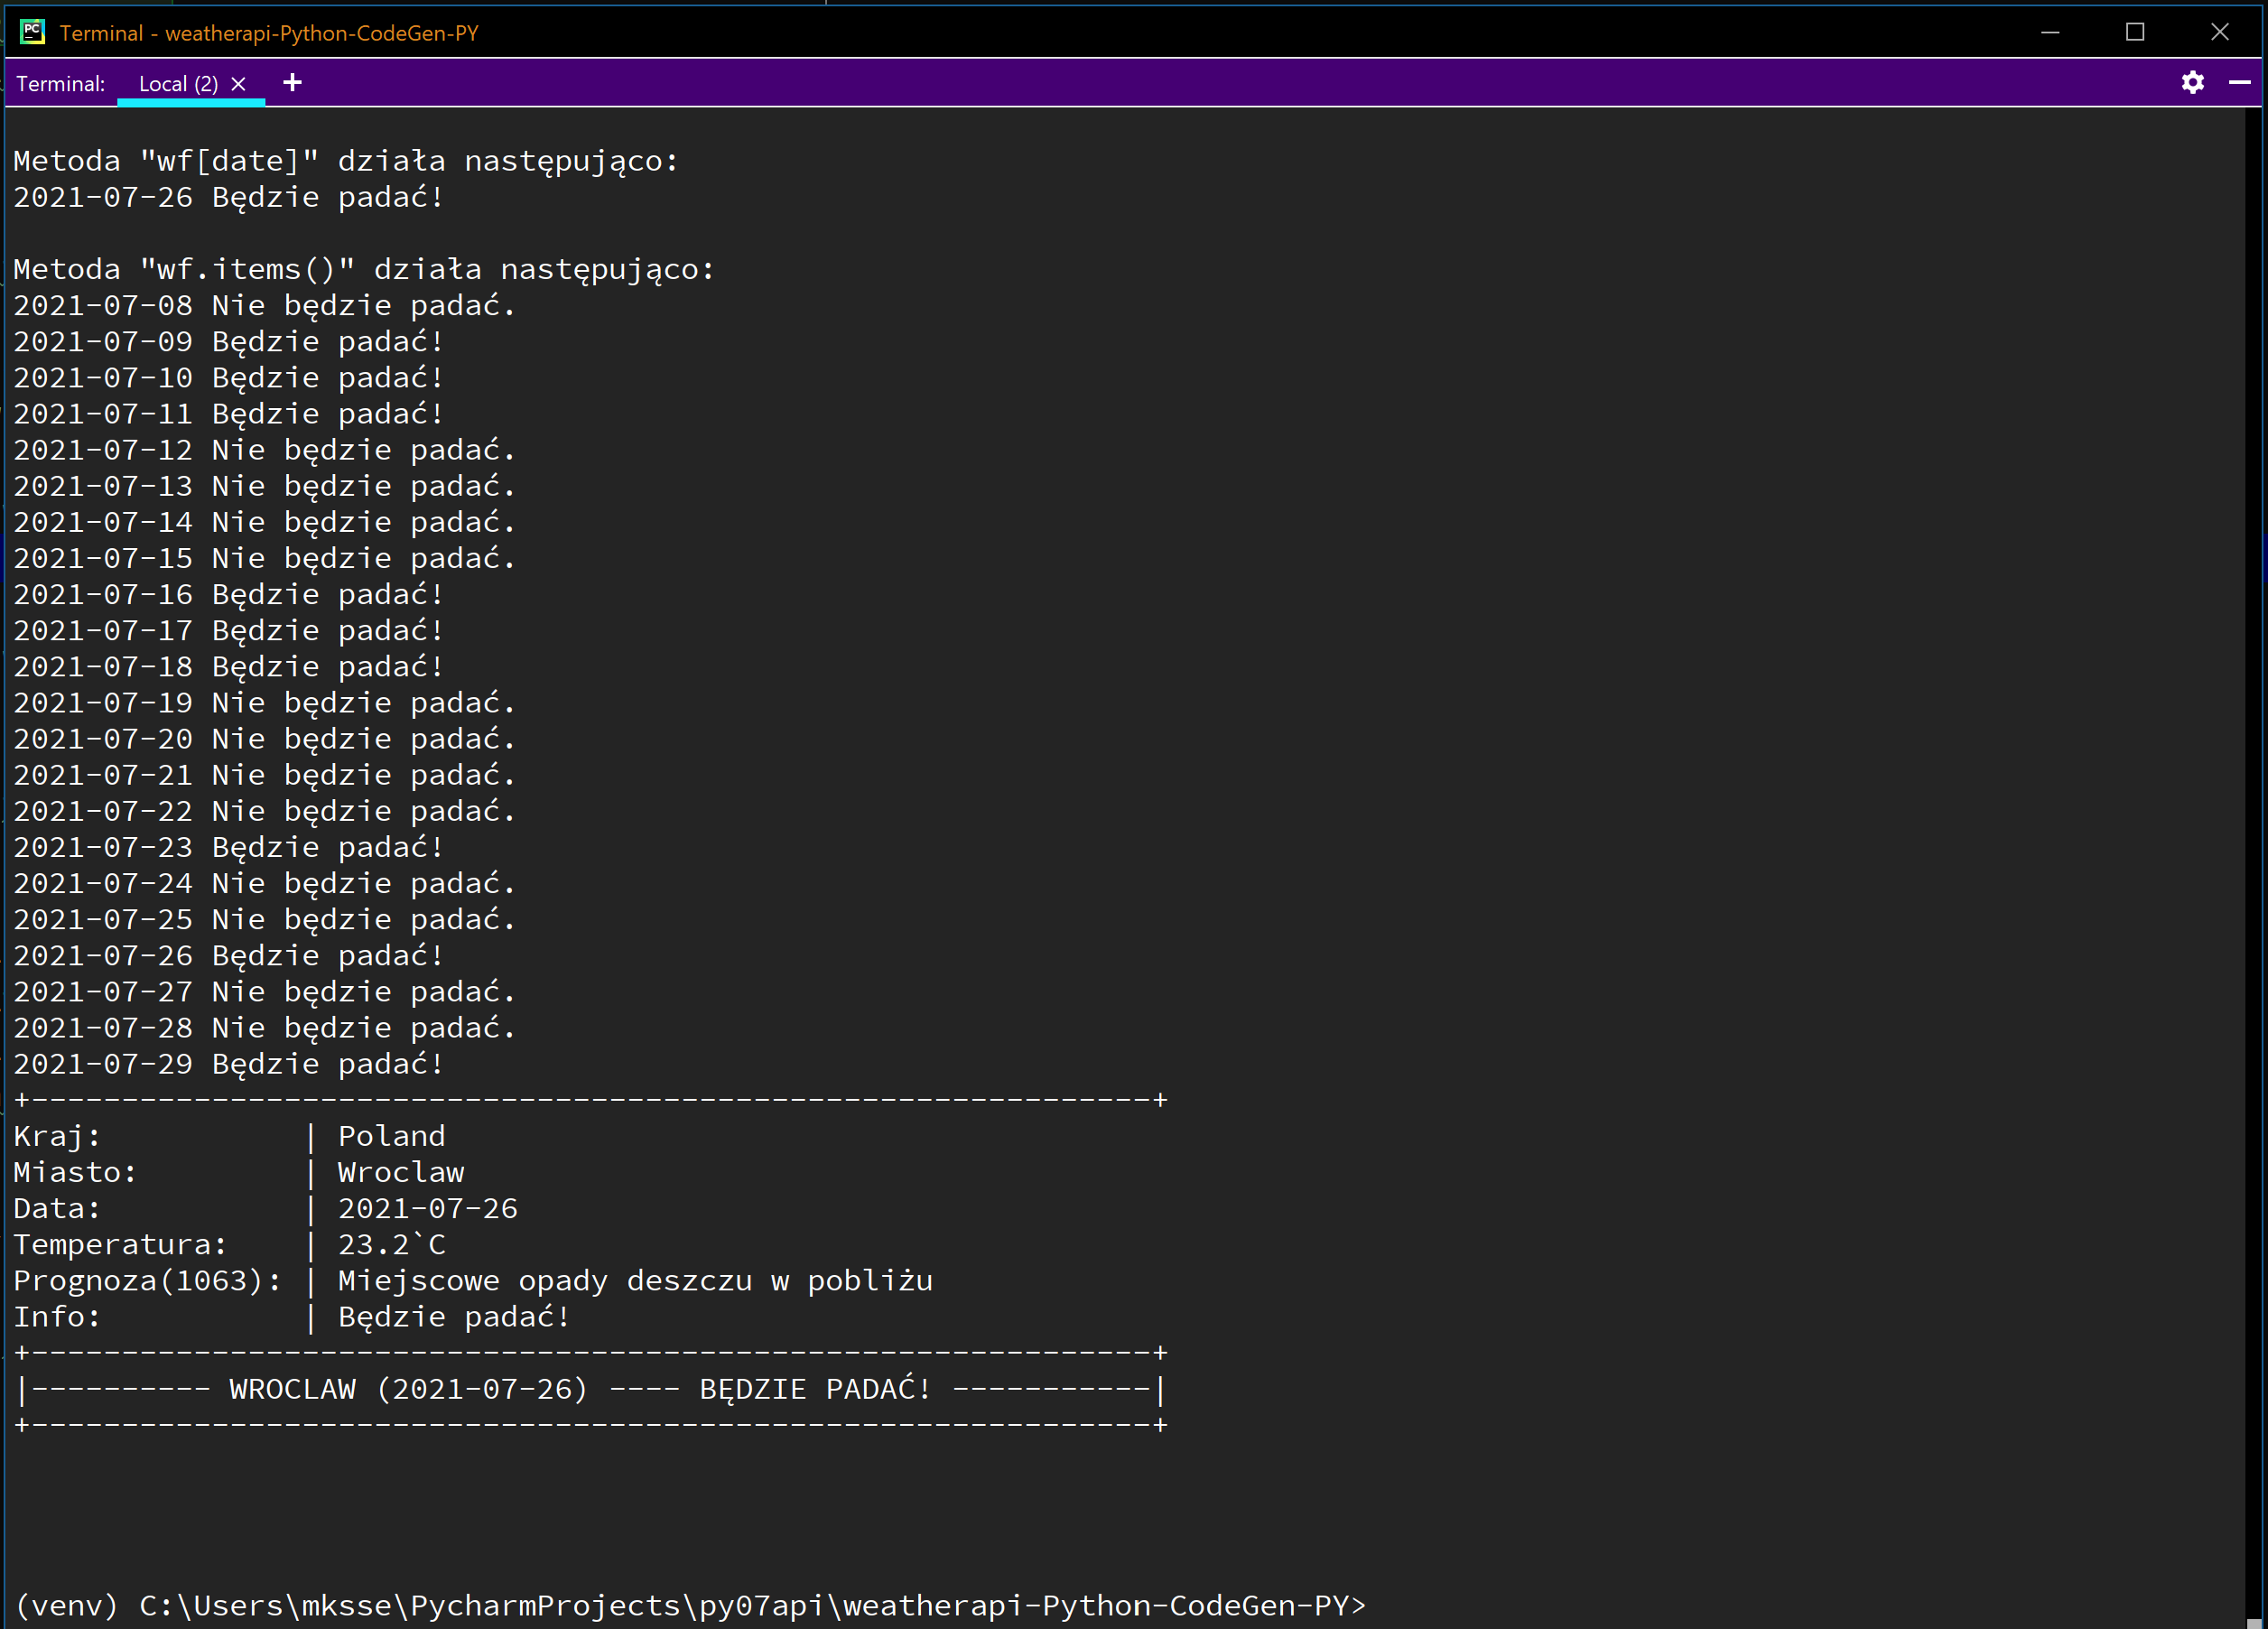 PC
Terminal - weatherapi-Python-CodeGen-PY
Terminal: Local (2) × +
Metoda "wf[date]" działa następująco:
2021-07-26 Będzie padać!
Metoda "wf.items()" działa następująco:
2021-07-08 Nie będzie padać.
2021-07-09 Będzie padać!
2021-07-10 Będzie padać!
2021-07-11 Będzie padać!
2021-07-12 Nie będzie padać.
2021-07-13 Nie będzie padać.
2021-07-14 Nie będzie padać.
2021-07-15 Nie będzie padać.
2021-07-16 Będzie padać!
2021-07-17 Będzie padać!
2021-07-18 Będzie padać!
2021-07-19 Nie będzie padać.
2021-07-20 Nie będzie padać.
2021-07-21 Nie będzie padać.
2021-07-22 Nie będzie padać.
2021-07-23 Będzie padać!
2021-07-24 Nie będzie padać.
2021-07-25 Nie będzie padać.
2021-07-26 Będzie padać!
2021-07-27 Nie będzie padać.
2021-07-28 Nie będzie padać.
2021-07-29 Będzie padać!
+--------------------------------------------------------------+
Kraj:           | Poland
Miasto:         | Wroclaw
Data:           | 2021-07-26
Temperatura:    | 23.2`C
Prognoza(1063): | Miejscowe opady deszczu w pobliżu
Info:           | Będzie padać!
+--------------------------------------------------------------+
|---------- WROCLAW (2021-07-26) ---- BĘDZIE PADAĆ! -----------|
+--------------------------------------------------------------+
(venv) C:\Users\mksse\PycharmProjects\py07api\weatherapi-Python-CodeGen-PY>